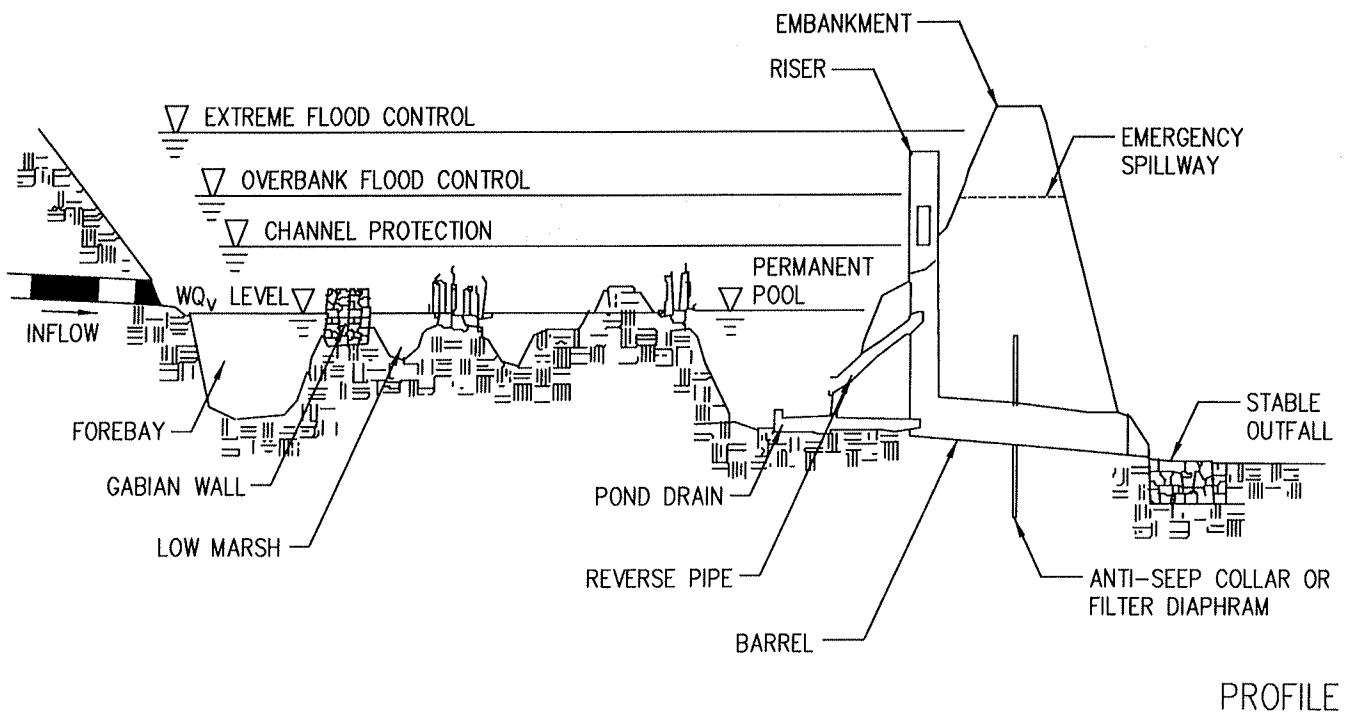 EMBANKMENT
RISER
EXTREME FLOOD CONTROL
EMERGENCY
SPILLWAY
OVERBANK FLOOD CONTROL
CHANNEL PROTECTION
PERMANENT
POOL
WQV LEVEL
INFLOW
FOREBAY
STABLE
OUTFALL
GABIAN WALL
POND DRAIN
LOW MARSH
REVERSE PIPE
ANTI-SEEP COLLAR OR
FILTER DIAPHRAM
BARREL
PROFILE